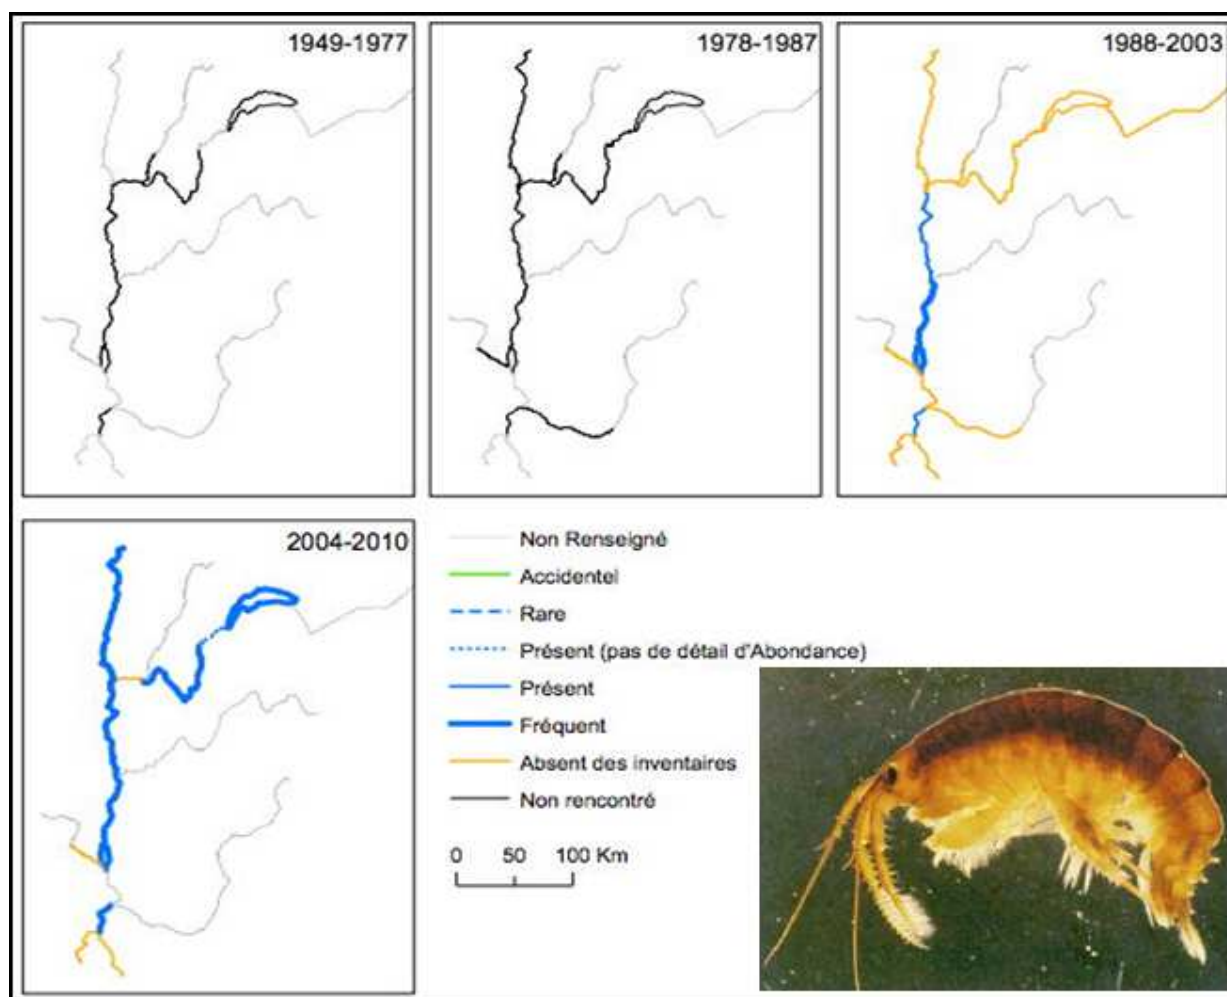 1949-1977
1978-1987
1988-2003
2004-2010
Non Renseigné
Accidentel
Rare
Présent (pas de détail d'Abondance)
Présent
Fréquent
Absent des inventaires
Non rencontré
0 50 100 Km